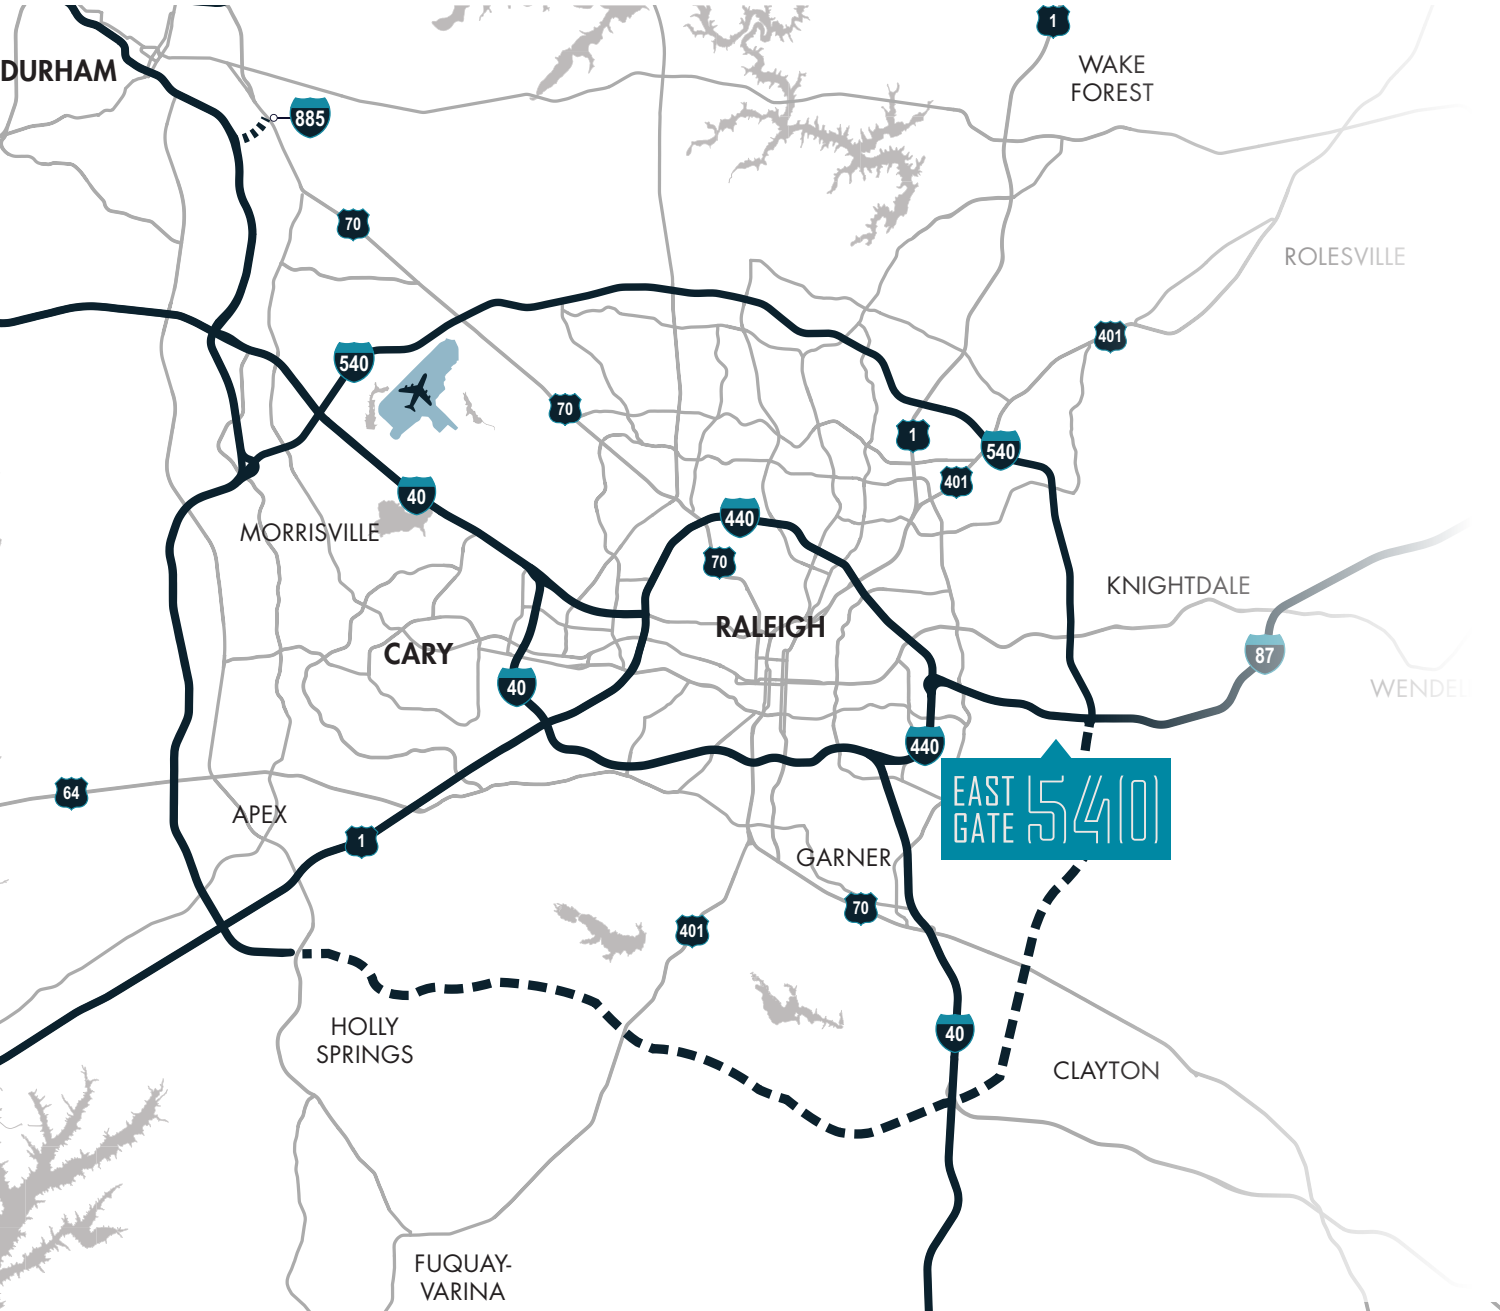 1
WAKE
FOREST
DURHAM
885
70
ROLESVILLE
401
540
70
1
540
401
40
440
MORRISVILLE
70
KNIGHTDALE
RALEIGH
CARY
87
40
WENDELL
440
64
EAST
GATE
540
APEX
1
GARNER
70
401
HOLLY
SPRINGS
40
CLAYTON
FUQUAY-
VARINA